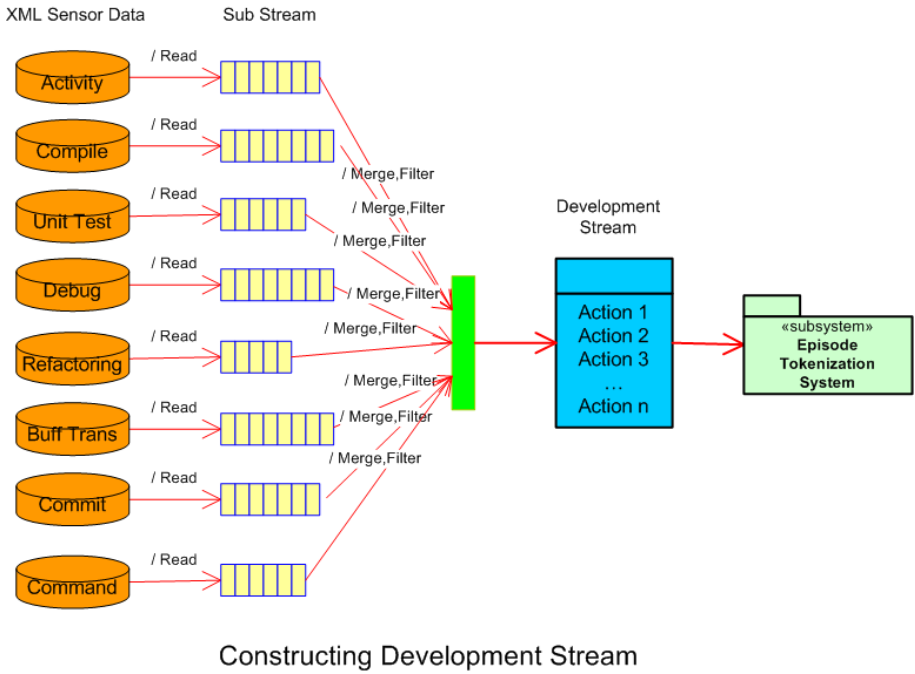 XML Sensor Data
Sub Stream
/ Read
Activity
/ Read
Compile
/ Merge,Filter
/ Read
/ Merge,Filter
Unit Test
/ Merge,Filter
Development
Stream
/ Read
Debug
/ Merge,Filter
Action 1
Action 2
Action 3
...
Action n
«subsystem»
Episode
Tokenization
System
/ Read
/ Merge,Filter
Refactoring
/ Merge,Filter
/ Read
/ Merge,Filter
Buff Trans
/ Merge,Filter
/ Read
Commit
/ Read
Command
Constructing Development Stream